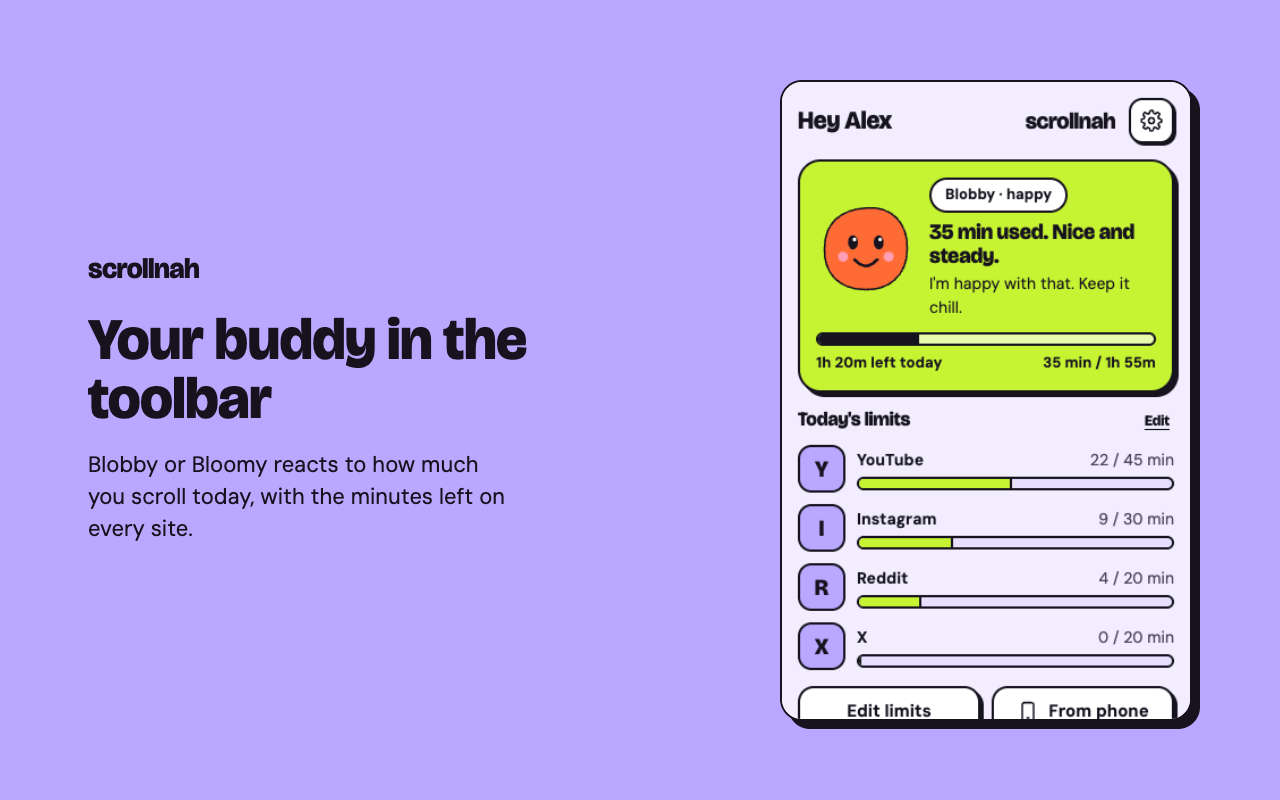 scrollnah
Your buddy in the
toolbar
Blobby or Bloomy reacts to how much
you scroll today, with the minutes left on
every site.
Hey Alex
scrollnah
Blobby · happy
35 min used. Nice and
steady.
I'm happy with that. Keep it
chill.
1h 20m left today
35 min / 1h 55m
Today's limits
Edit
Y
YouTube
22 / 45 min
I
Instagram
9 / 30 min
R
Reddit
4 / 20 min
X
X
0 / 20 min
Edit limits
From phone